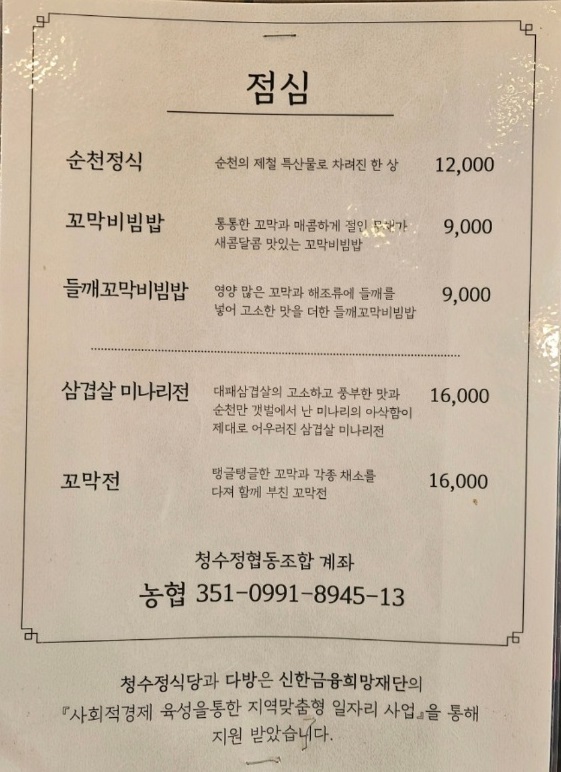 점심
순천정식 순천의 제철 특산물로 차려진 한 상 12,000
꼬막비빔밥 통통한 꼬막과 매콤하게 절인 9,000
새콤달콤 맛있는 꼬막비빔밥
들깨꼬막비빔밥 영양 많은 꼬막과 해조류에 들깨를 9,000
넣어 고소한 맛을 더한 들깨꼬막비빔밥
삼겹살 미나리전 대패삼겹살의 고소하고 풍부한 맛과 16,000
순천만 갯벌에서 난 미나리의 아삭함이
제대로 어우러진 삼겹살 미나리전
꼬막전 탱글탱글한 꼬막과 각종 채소를 16,000
다져 함께 부친 꼬막전
청수정협동조합 계좌
농협 351-0991-8945-13
청수정식당과 다방은 신한금융희망재단의
『사회적경제 육성을통한 지역맞춤형 일자리 사업』을 통해
지원 받았습니다.